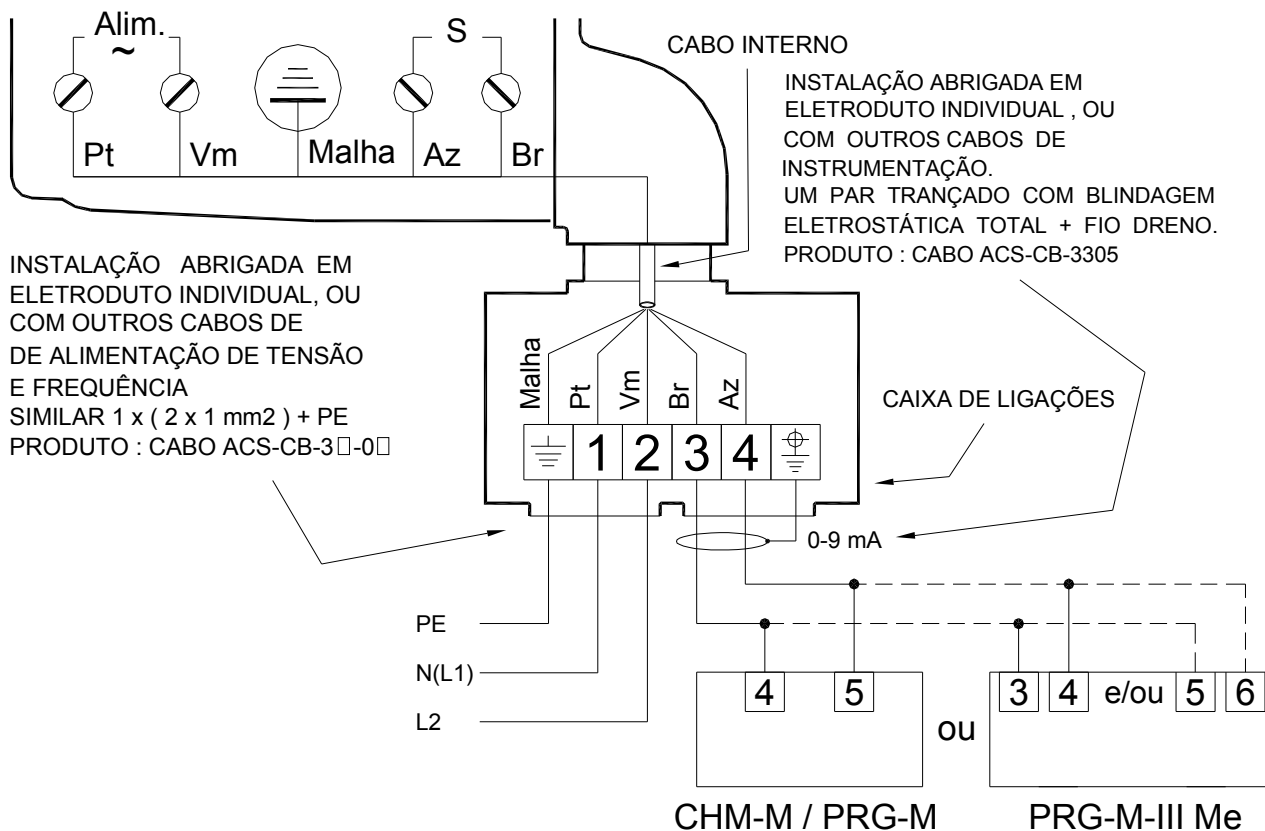 Alim.
~
S
Pt
Vm
Malha
Az
Br
CABO INTERNO
INSTALAÇÃO ABRIGADA EM
ELETRODUTO INDIVIDUAL , OU
COM OUTROS CABOS DE
INSTRUMENTAÇÃO.
UM PAR TRANÇADO COM BLINDAGEM
ELETROSTÁTICA TOTAL + FIO DRENO.
PRODUTO : CABO ACS-CB-3305
INSTALAÇÃO ABRIGADA EM
ELETRODUTO INDIVIDUAL, OU
COM OUTROS CABOS DE
DE ALIMENTAÇÃO DE TENSÃO
E FREQUÊNCIA
SIMILAR 1 x ( 2 x 1 mm2 ) + PE
PRODUTO : CABO ACS-CB-3□-0□
Malha
Pt
Vm
Br
Az
CAIXA DE LIGAÇÕES
1 2 3 4
0-9 mA
PE
N(L1)
L2
4 5
ou
3 4 e/ou 5 6
CHM-M / PRG-M
PRG-M-III Me